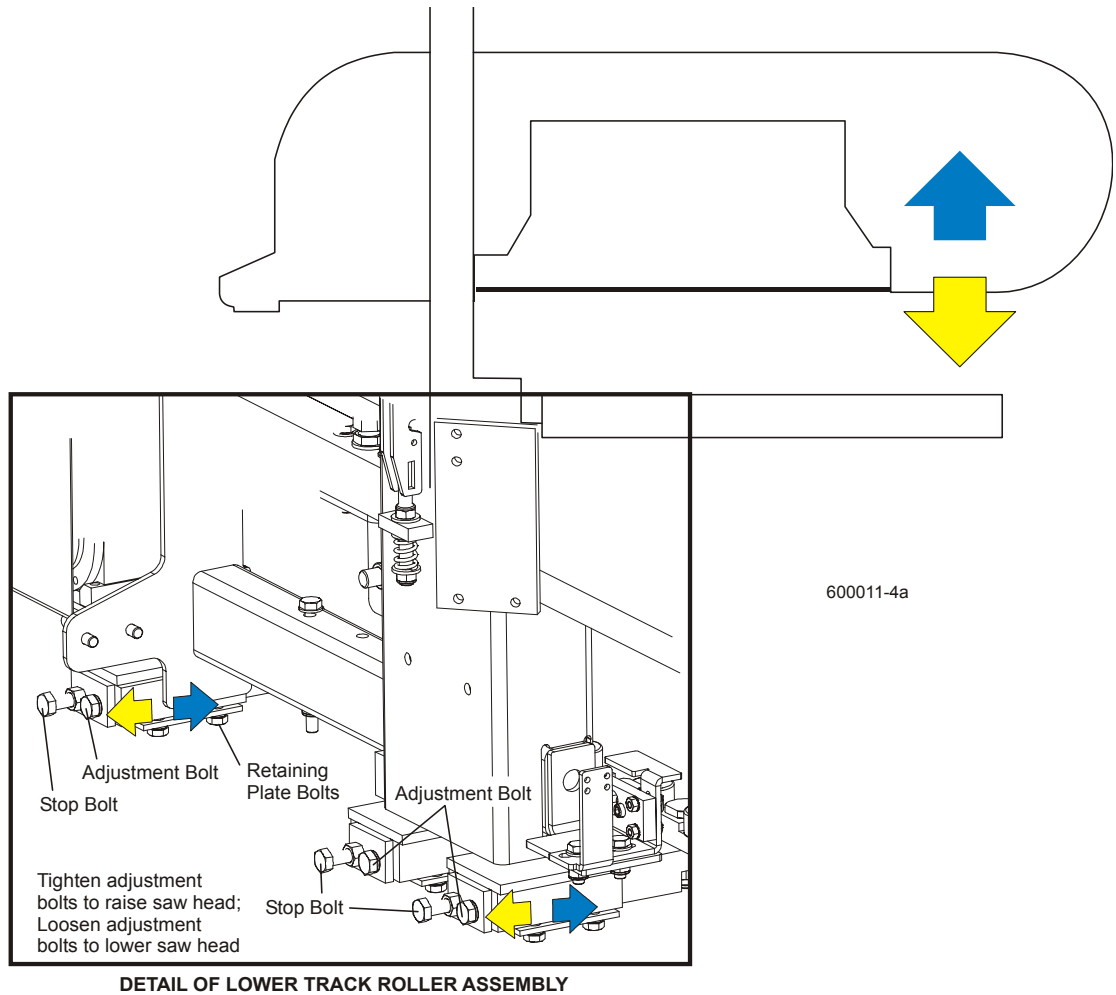 600011-4a
Adjustment Bolt
Stop Bolt
Retaining
Plate Bolts
Adjustment Bolt
Stop Bolt
Tighten adjustment
bolts to raise saw head;
Loosen adjustment
bolts to lower saw head
DETAIL OF LOWER TRACK ROLLER ASSEMBLY